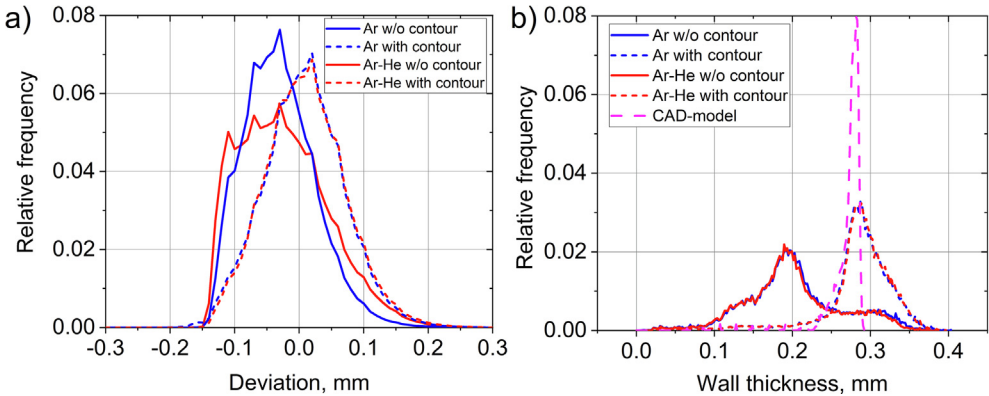 a)
Relative frequency
0.08
0.06
0.04
0.02
0.00
Ar w/o contour
Ar with contour
Ar-He w/o contour
Ar-He with contour
-0.3 -0.2 -0.1 0.0 0.1 0.2 0.3
Deviation, mm
b)
Relative frequency
0.08
0.06
0.04
0.02
0.00
Ar w/o contour
Ar with contour
Ar-He w/o contour
Ar-He with contour
CAD-model
0.0 0.1 0.2 0.3 0.4
Wall thickness, mm